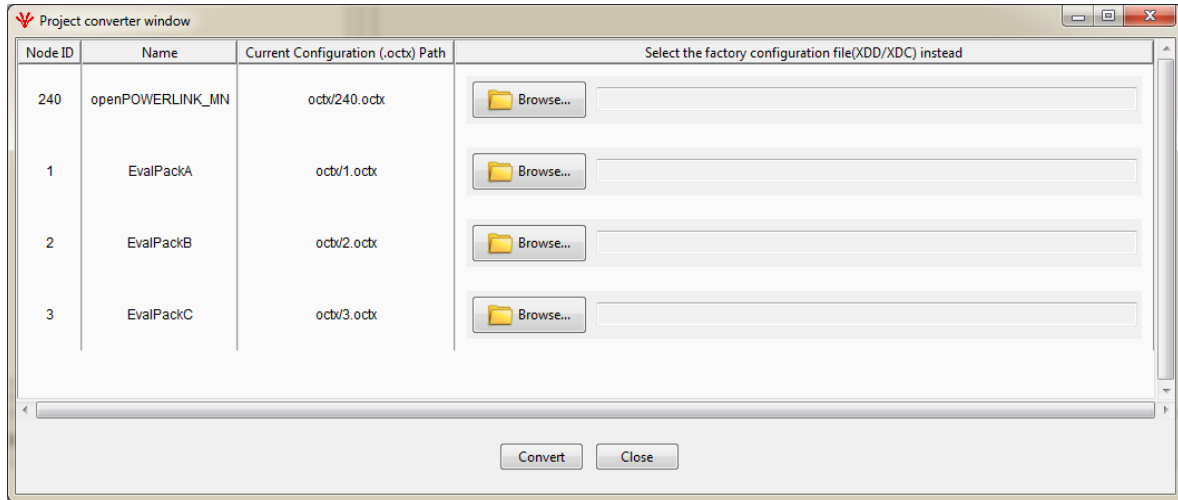 Project converter window
Node ID Name Current Configuration (.octx) Path Select the factory configuration file(XDD/XDC) instead
240 openPOWERLINK_MN octx/240.octx Browse...
1 EvalPackA octx/1.octx Browse...
2 EvalPackB octx/2.octx Browse...
3 EvalPackC octx/3.octx Browse...
Convert Close